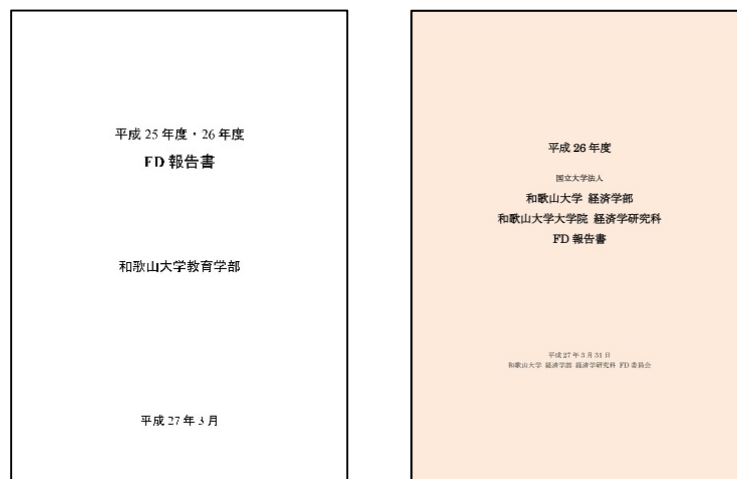 平成 25 年度・26 年度
FD 報告書
和歌山大学教育学部
平成 27 年 3 月
平成 26 年度
国立大学法人
和歌山大学 経済学部
和歌山大学大学院 経済学研究科
FD 報告書
平成 27 年 3 月 31 日
和歌山大学 経済学部 経済学研究科 FD 委員会